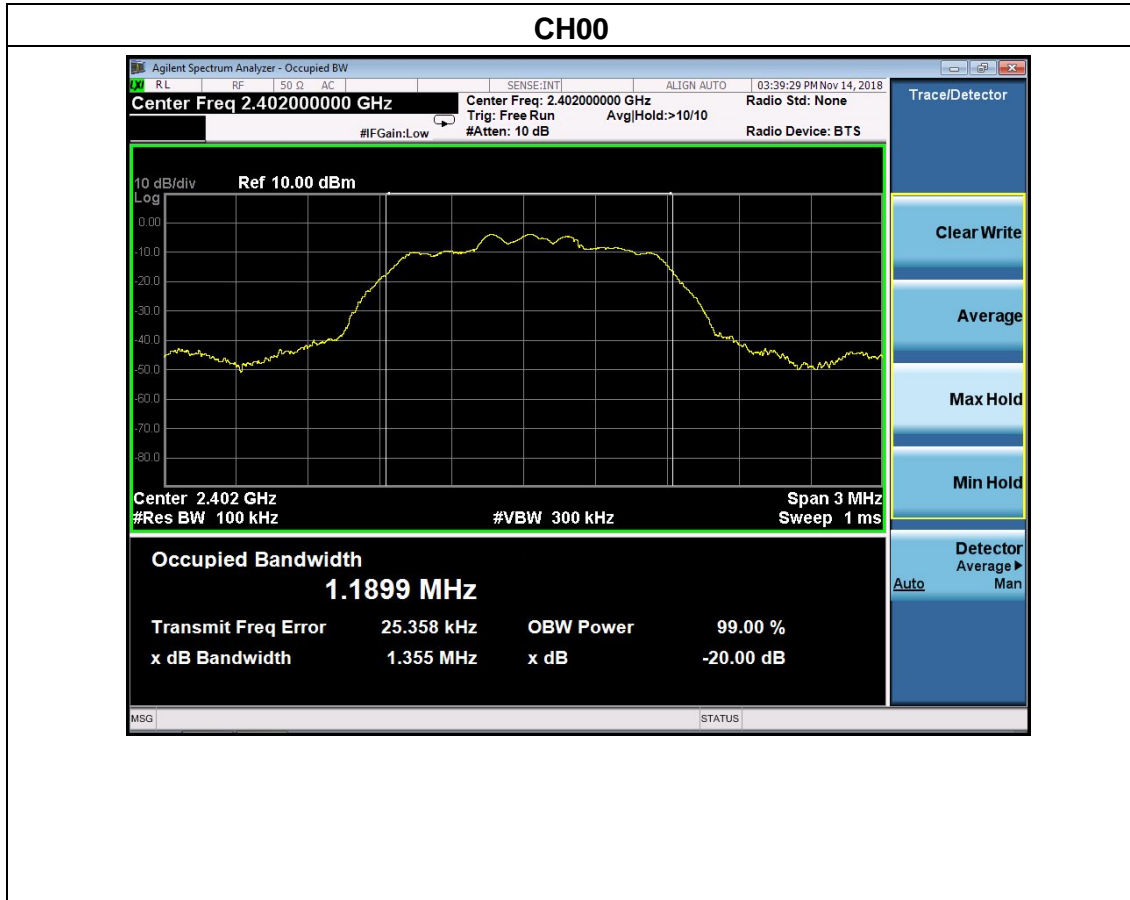 CH00
Agilent Spectrum Analyzer - Occupied BW
LXI RL RF 50 Ω AC SENSE:INT ALIGN AUTO 03:39:29 PM Nov 14, 2018
Center Freq 2.402000000 GHz
Center Freq: 2.402000000 GHz Radio Std: None
Trig: Free Run Avg|Hold:>10/10
#IFGain:Low #Atten: 10 dB Radio Device: BTS
10 dB/div Ref 10.00 dBm
Log
0.00
-10.0
-20.0
-30.0
-40.0
-50.0
-60.0
-70.0
-80.0
Center 2.402 GHz Span 3 MHz
#Res BW 100 kHz #VBW 300 kHz Sweep 1 ms
Occupied Bandwidth
1.1899 MHz
Transmit Freq Error 25.358 kHz OBW Power 99.00 %
x dB Bandwidth 1.355 MHz x dB -20.00 dB
MSG STATUS
Trace/Detector
Clear Write
Average
Max Hold
Min Hold
Detector
Average▶
Auto Man